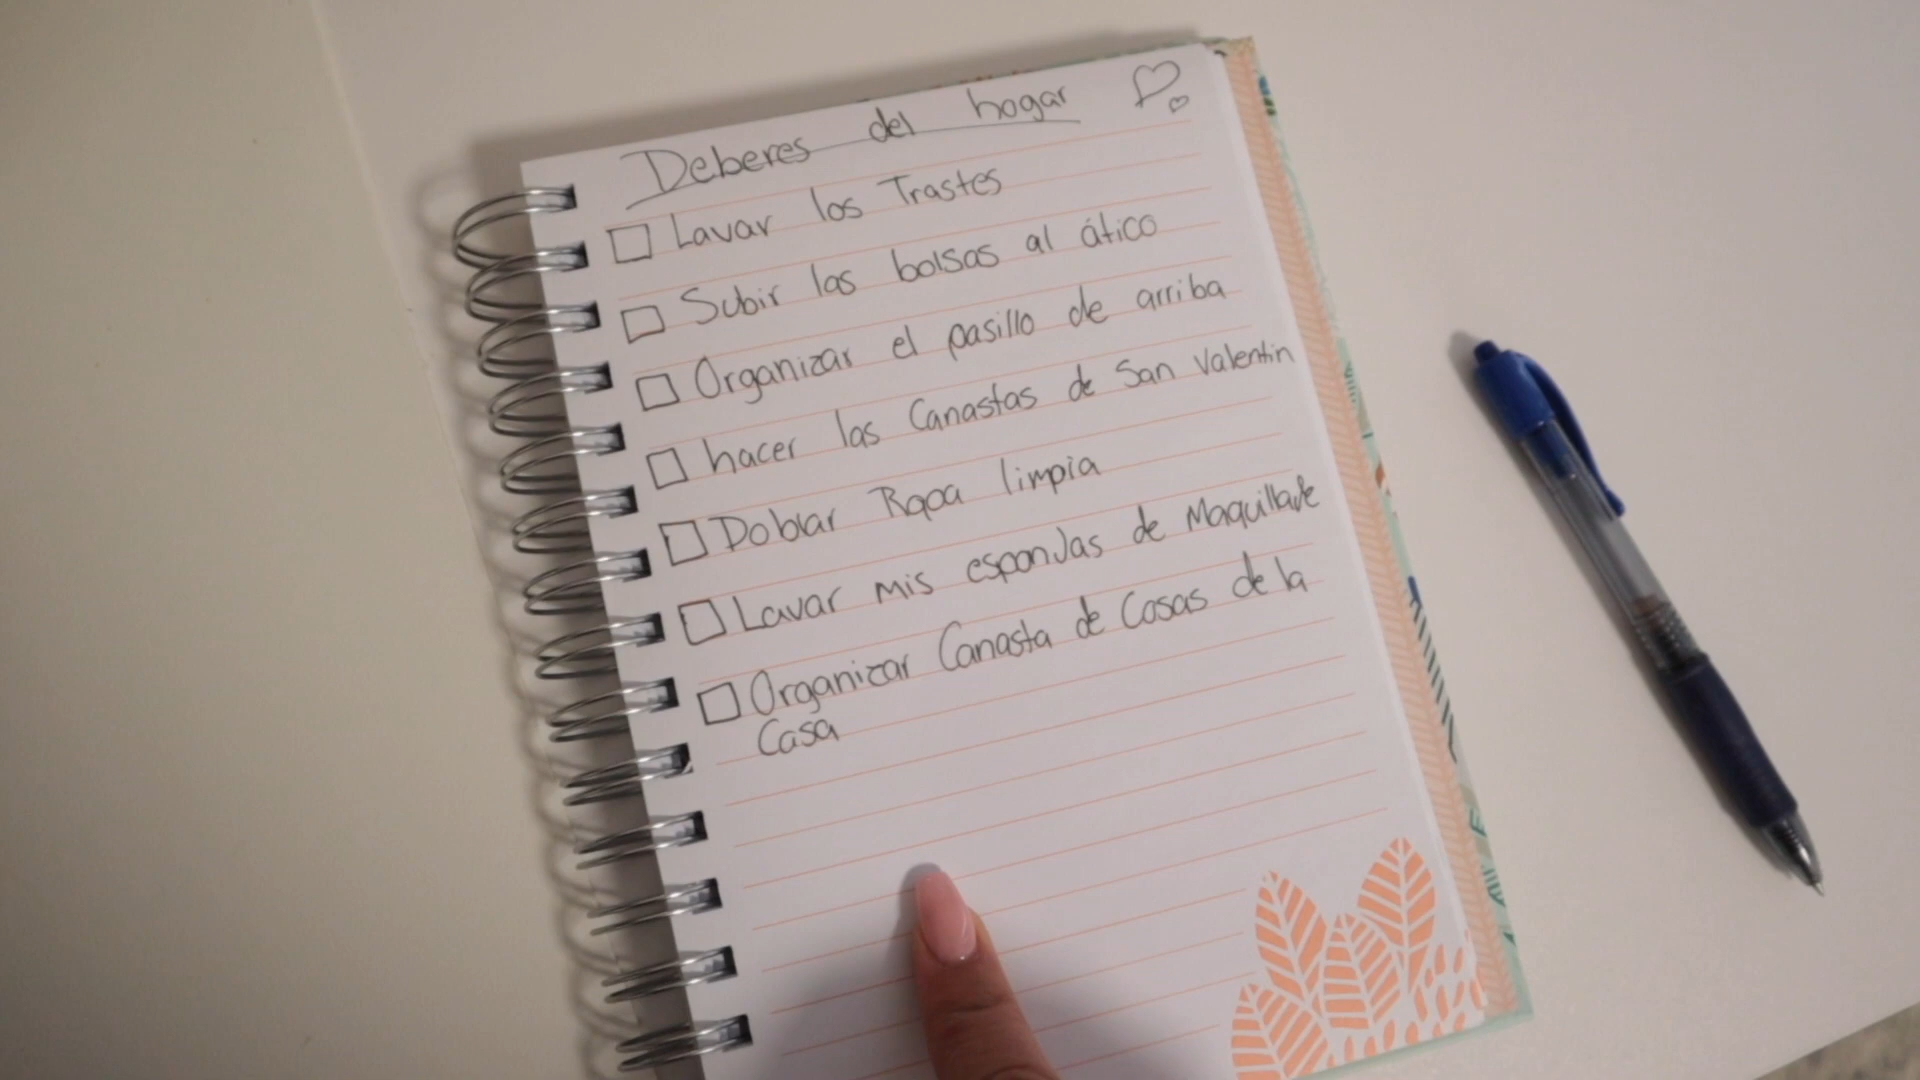 Deberes del hogar
Lavar los Trastes
Subir las bolsas al ático
Organizar el pasillo de arriba
hacer las Canastas de San Valentin
Doblar Ropa limpia
Lavar mis esponJas de Maquillaje
Organizar Canasta de Cosas de la
Casa